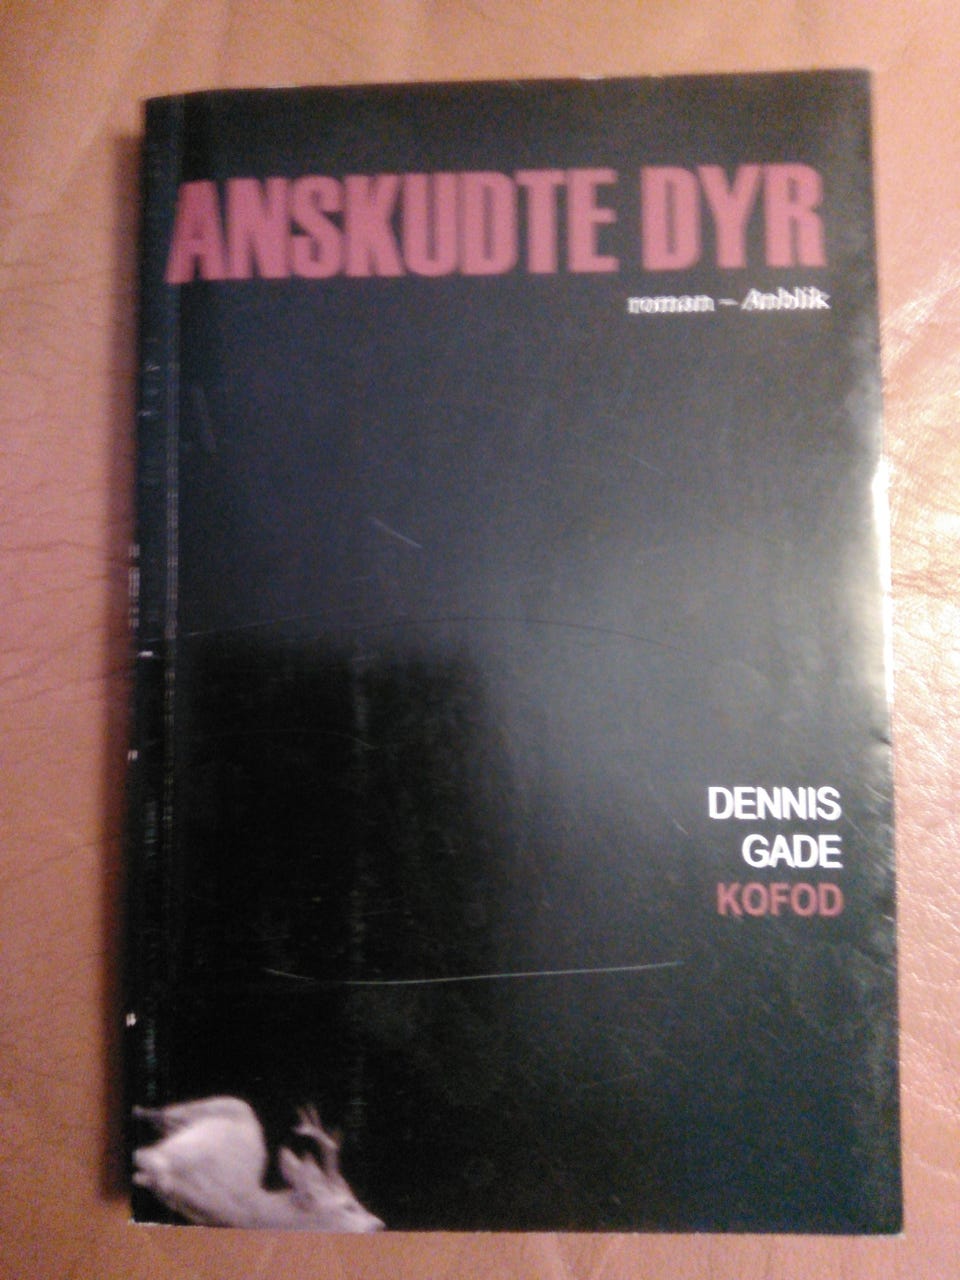 ANSKUDTE DYR
roman – Anblik
DENNIS
GADE
KOFOD